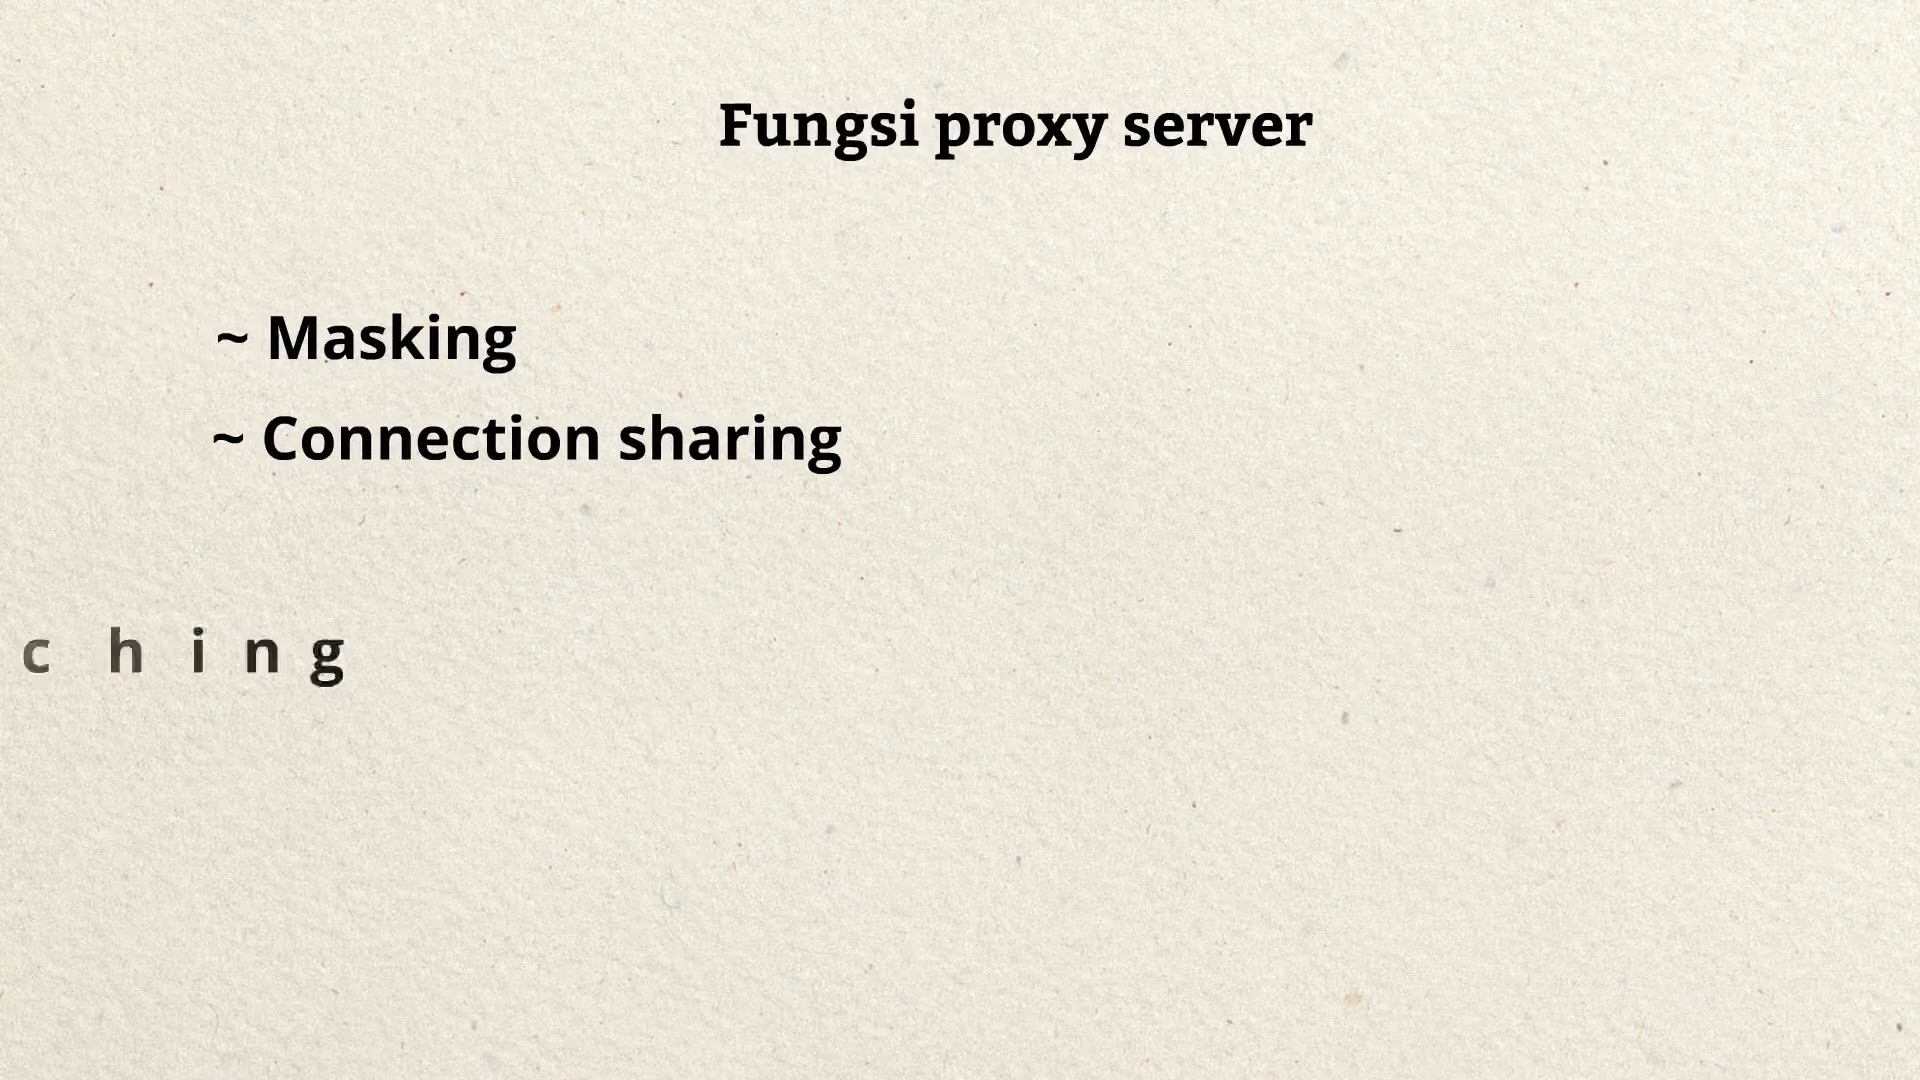 Fungsi proxy server
~ Masking
~ Connection sharing
c h i n g